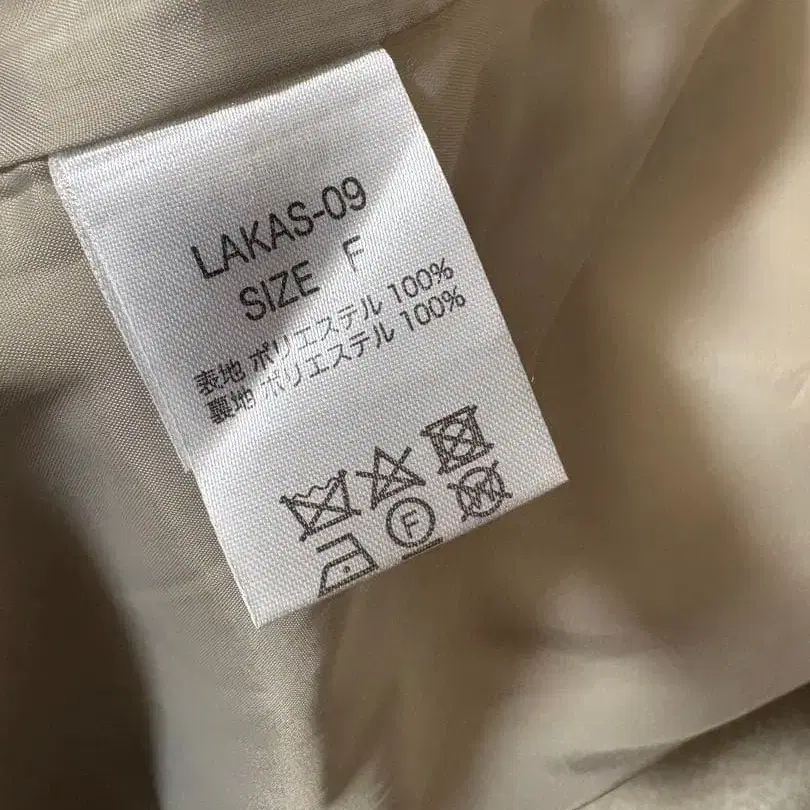 LAKAS-09
SIZE F
表地 ポリエステル 100%
裏地 ポリエステル 100%
F
W